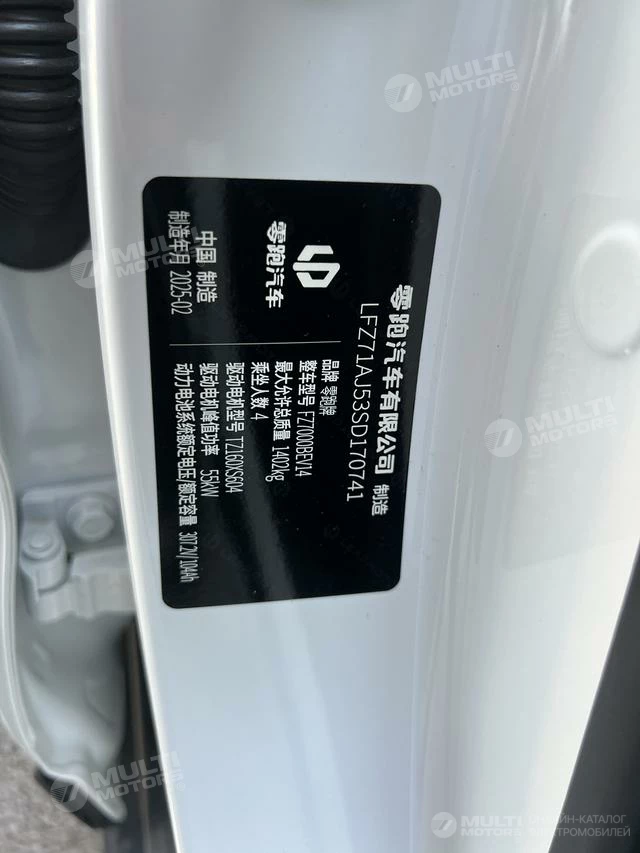 零跑汽车有限公司 制造
LFZ71AJ53SD170741
零跑汽车
品牌 零跑牌
整车型号 FZ7000BEV14
最大允许总质量 1402kg
乘坐人数 4
驱动电机型号 TZ160XS604
驱动电机峰值功率 55kW
动力电池系统额定电压/额定容量 307.2V/104Ah
中国 制造
制造年月 2025-02
MULTI MOTORS®
MULTI MOTORS
MULTI MOTORS
MULTI MOTORS
MULTI MOTORS
ОНЛАЙН-КАТАЛОГ
ЭЛЕКТРОМОБИЛЕЙ